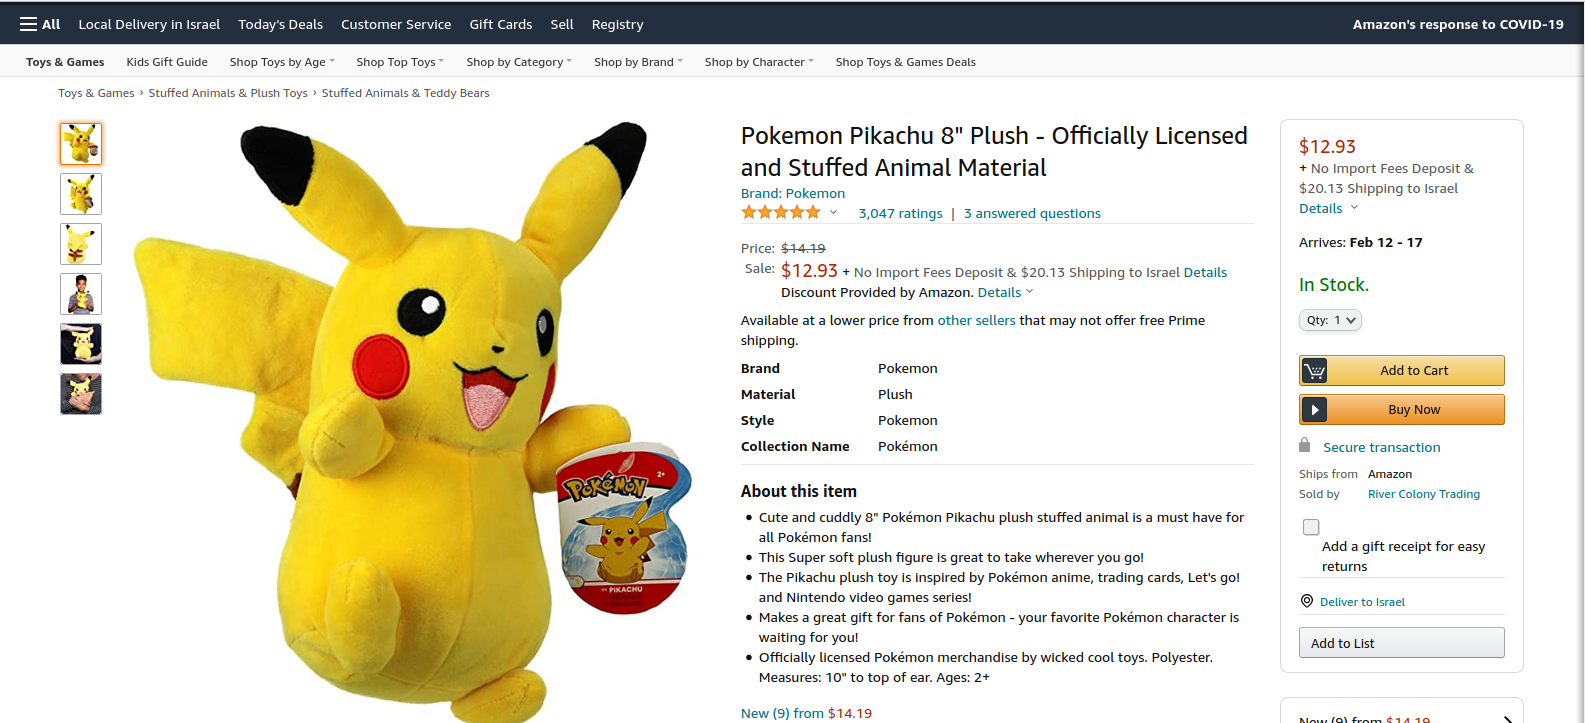 All Local Delivery in Israel Today's Deals Customer Service Gift Cards Sell Registry Amazon's response to COVID-19
Toys & Games Kids Gift Guide Shop Toys by Age Shop Top Toys Shop by Category Shop by Brand Shop by Character Shop Toys & Games Deals
Toys & Games › Stuffed Animals & Plush Toys › Stuffed Animals & Teddy Bears
Pokemon Pikachu 8" Plush - Officially Licensed
and Stuffed Animal Material
Brand: Pokemon
3,047 ratings | 3 answered questions
Price: $14.19
Sale: $12.93 + No Import Fees Deposit & $20.13 Shipping to Israel Details
Discount Provided by Amazon. Details
Available at a lower price from other sellers that may not offer free Prime
shipping.
Brand Pokemon
Material Plush
Style Pokemon
Collection Name Pokémon
About this item
• Cute and cuddly 8" Pokémon Pikachu plush stuffed animal is a must have for
all Pokémon fans!
• This Super soft plush figure is great to take wherever you go!
• The Pikachu plush toy is inspired by Pokémon anime, trading cards, Let's go!
and Nintendo video games series!
• Makes a great gift for fans of Pokémon - your favorite Pokémon character is
waiting for you!
• Officially licensed Pokémon merchandise by wicked cool toys. Polyester.
Measures: 10" to top of ear. Ages: 2+
New (9) from $14.19
$12.93
+ No Import Fees Deposit &
$20.13 Shipping to Israel
Details
Arrives: Feb 12 - 17
In Stock.
Qty: 1
Add to Cart
Buy Now
Secure transaction
Ships from Amazon
Sold by River Colony Trading
Add a gift receipt for easy
returns
Deliver to Israel
Add to List
New (9) from $14.19
2+
POKéMON
PIKACHU